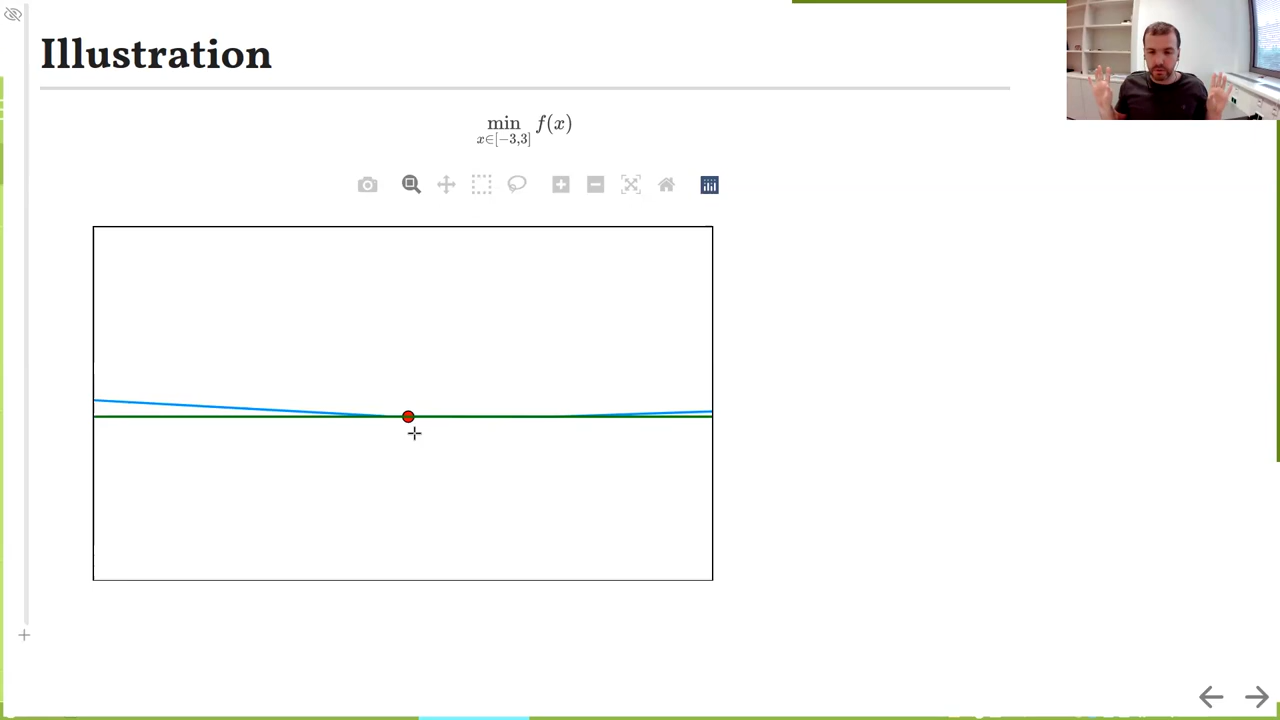 Illustration
min f(x)
x∈[−3,3]